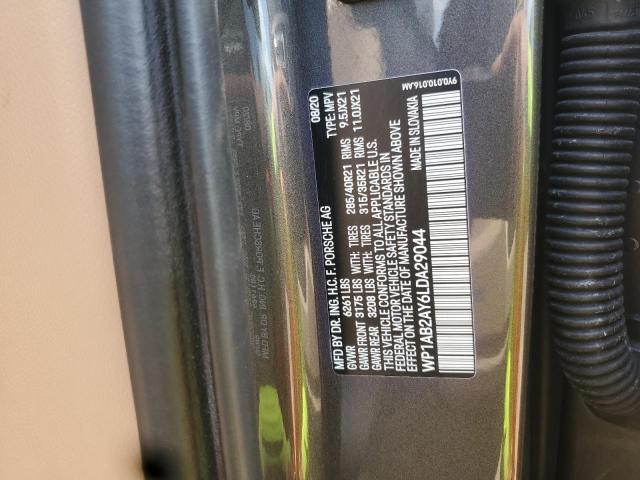 MFD BY DR. ING. H.C. F. PORSCHE AG 08/20
GVWR 6261 LBS TYPE: MPV
GAWR FRONT 3175 LBS WITH: TIRES 285/40R21 RIMS 9.5JX21
GAWR REAR 3208 LBS WITH: TIRES 315/35R21 RIMS 11.0JX21
THIS VEHICLE CONFORMS TO ALL APPLICABLE U.S.
FEDERAL MOTOR VEHICLE SAFETY STANDARDS IN
EFFECT ON THE DATE OF MANUFACTURE SHOWN ABOVE
MADE IN SLOVAKIA
WP1AB2AY6LDA29044
9Y0.010.016.AM